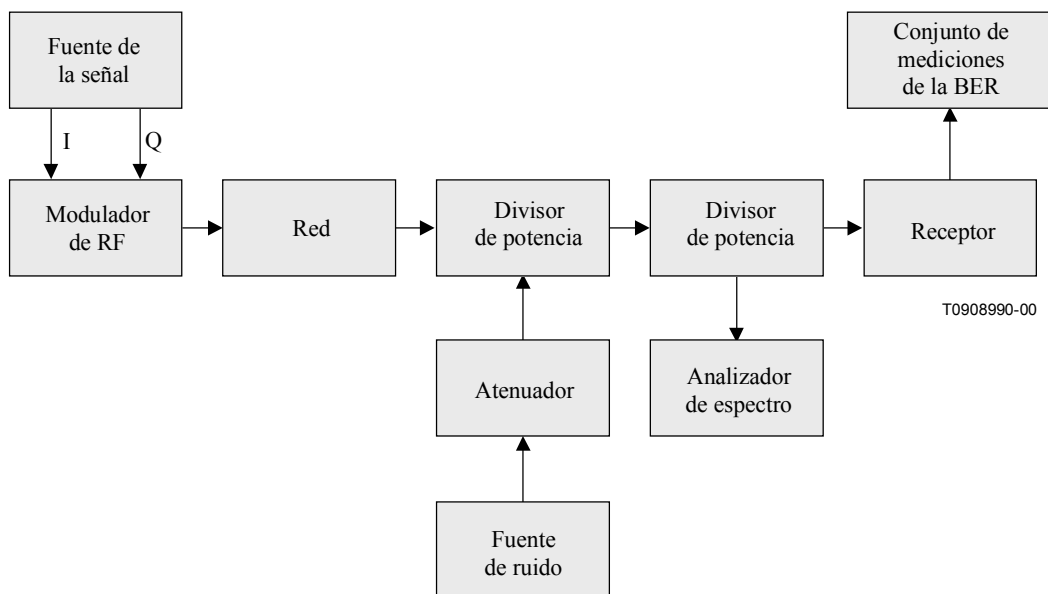 Fuente de
la señal
Conjunto de
mediciones
de la BER
I
Q
Modulador
de RF
Red
Divisor
de potencia
Divisor
de potencia
Receptor
T0908990-00
Atenuador
Analizador
de espectro
Fuente
de ruido